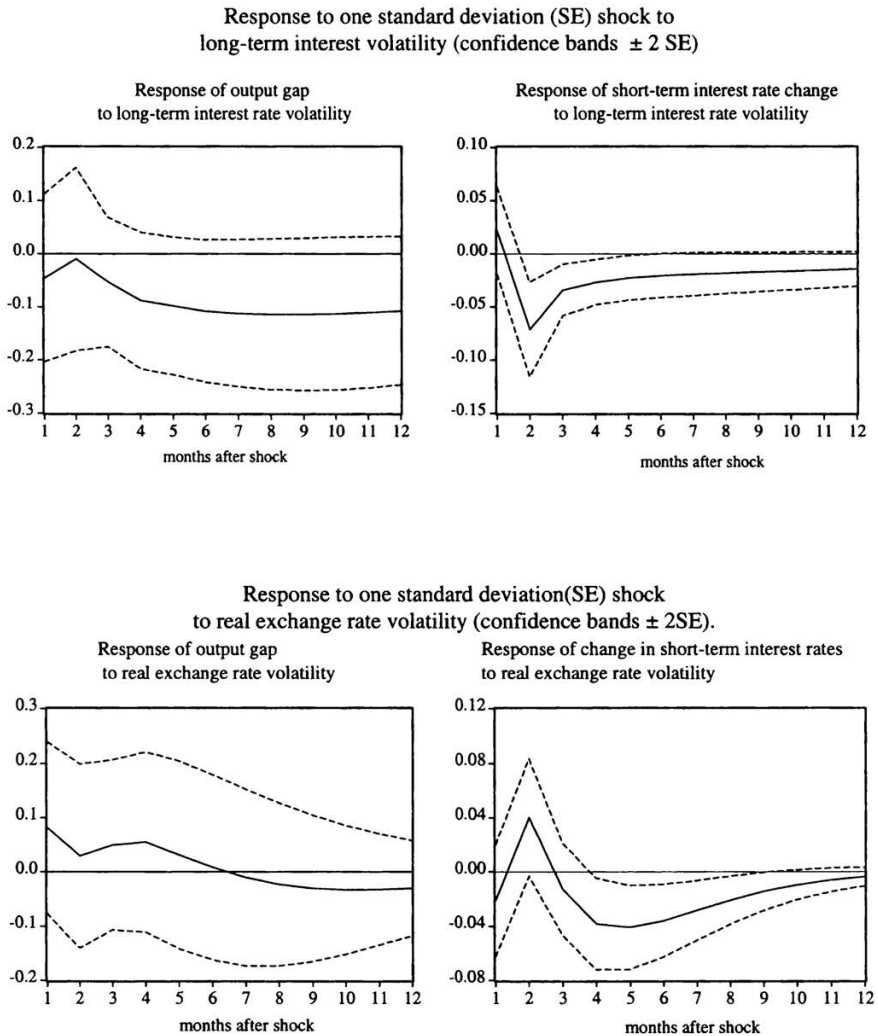 Response to one standard deviation (SE) shock to
long-term interest volatility (confidence bands ± 2 SE)
Response of output gap
to long-term interest rate volatility
0.2
0.1
0.0
-0.1
-0.2
-0.3
1 2 3 4 5 6 7 8 9 10 11 12
months after shock
Response of short-term interest rate change
to long-term interest rate volatility
0.10
0.05
0.00
-0.05
-0.10
-0.15
1 2 3 4 5 6 7 8 9 10 11 12
months after shock
Response to one standard deviation(SE) shock
to real exchange rate volatility (confidence bands ± 2SE).
Response of output gap
to real exchange rate volatility
0.3
0.2
0.1
0.0
-0.1
-0.2
1 2 3 4 5 6 7 8 9 10 11 12
months after shock
Response of change in short-term interest rates
to real exchange rate volatility
0.12
0.08
0.04
0.00
-0.04
-0.08
1 2 3 4 5 6 7 8 9 10 11 12
months after shock